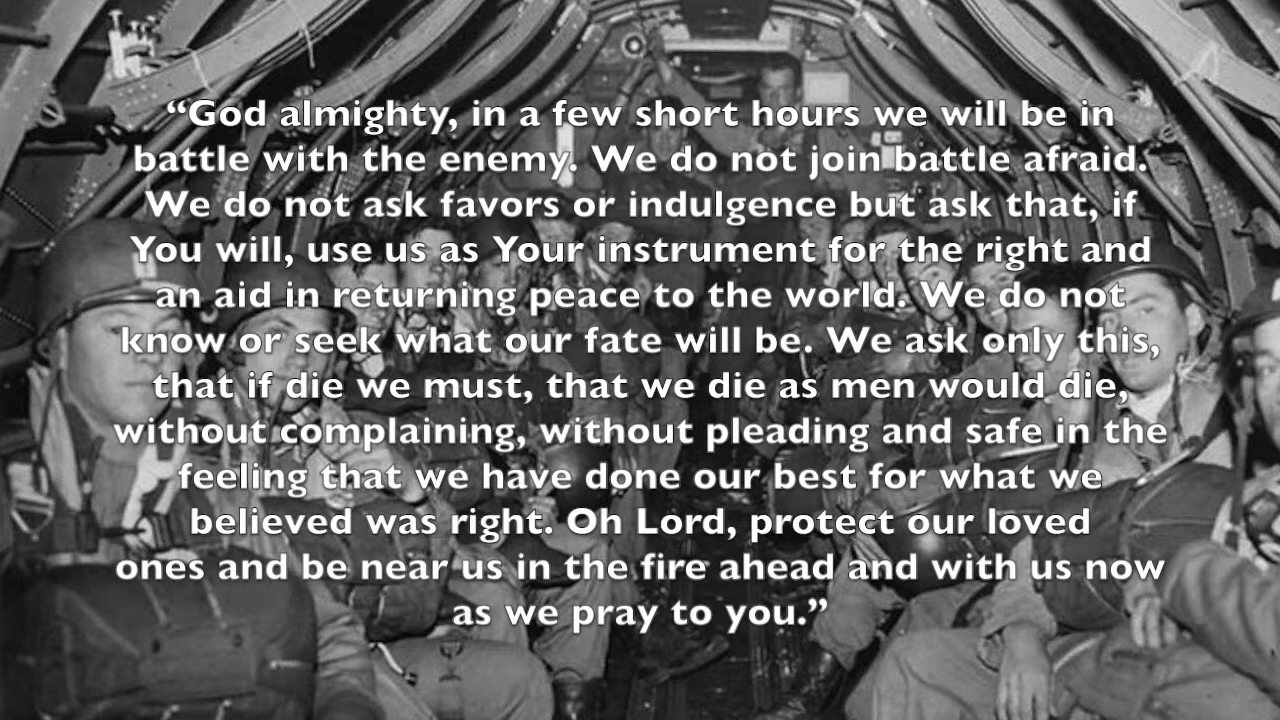 “God almighty, in a few short hours we will be in
battle with the enemy. We do not join battle afraid.
We do not ask favors or indulgence but ask that, if
You will, use us as Your instrument for the right and
an aid in returning peace to the world. We do not
know or seek what our fate will be. We ask only this,
that if die we must, that we die as men would die,
without complaining, without pleading and safe in the
feeling that we have done our best for what we
believed was right. Oh Lord, protect our loved
ones and be near us in the fire ahead and with us now
as we pray to you.”